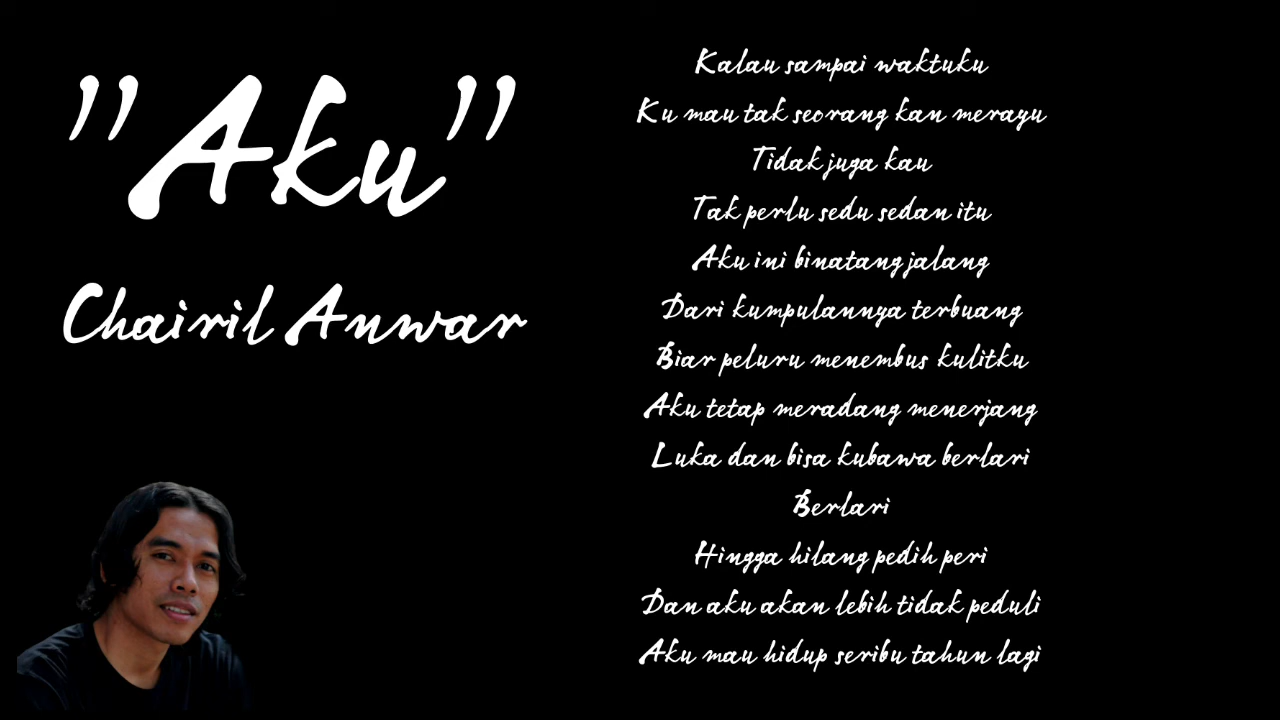 "Aku"
Chairil Anwar
Kalau sampai waktuku
Ku mau tak seorang kan merayu
Tidak juga kau
Tak perlu sedu sedan itu
Aku ini binatang jalang
Dari kumpulannya terbuang
Biar peluru menembus kulitku
Aku tetap meradang menerjang
Luka dan bisa kubawa berlari
Berlari
Hingga hilang pedih peri
Dan aku akan lebih tidak peduli
Aku mau hidup seribu tahun lagi